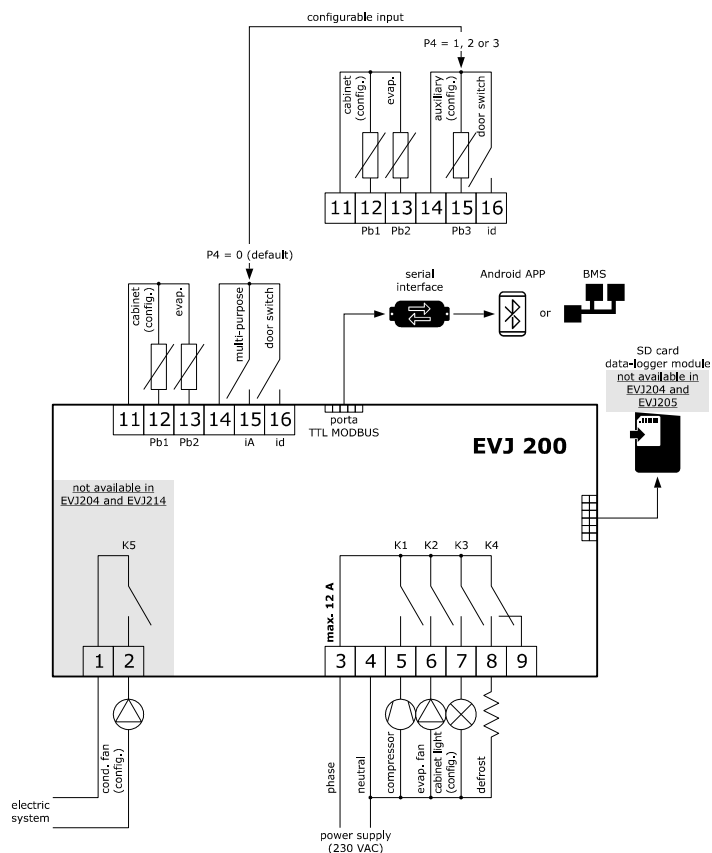 configurable input
P4 = 1, 2 or 3
cabinet
(config.)
evap.
auxiliary
(config.)
door switch
11 12 13 14 15 16
Pb1 Pb2 Pb3 id
P4 = 0 (default)
cabinet
(config.)
evap.
multi-purpose
door switch
serial
interface
Android APP
or
BMS
SD card
data-logger module
not available in
EVJ204 and
EVJ205
11 12 13 14 15 16
Pb1 Pb2 iA id
porta
TTL MODBUS
EVJ 200
not available in
EVJ204 and EVJ214
K5
K1 K2 K3 K4
max. 12 A
1 2 3 4 5 6 7 8 9
cond. fan
(config.)
phase
neutral
compressor
evap. fan
cabinet light
(config.)
defrost
electric
system
power supply
(230 VAC)